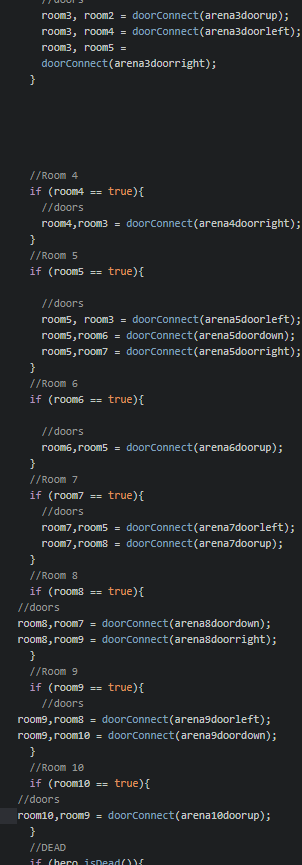 //doors
room3, room2 = doorConnect(arena3doorup);
room3, room4 = doorConnect(arena3doorleft);
room3, room5 =
doorConnect(arena3doorright);
}
//Room 4
if (room4 == true){
//doors
room4,room3 = doorConnect(arena4doorright);
}
//Room 5
if (room5 == true){
//doors
room5, room3 = doorConnect(arena5doorleft);
room5,room6 = doorConnect(arena5doordown);
room5,room7 = doorConnect(arena5doorright);
}
//Room 6
if (room6 == true){
//doors
room6,room5 = doorConnect(arena6doorup);
}
//Room 7
if (room7 == true){
//doors
room7,room5 = doorConnect(arena7doorleft);
room7,room8 = doorConnect(arena7doorup);
}
//Room 8
if (room8 == true){
//doors
room8,room7 = doorConnect(arena8doordown);
room8,room9 = doorConnect(arena8doorright);
}
//Room 9
if (room9 == true){
//doors
room9,room8 = doorConnect(arena9doorleft);
room9,room10 = doorConnect(arena9doordown);
}
//Room 10
if (room10 == true){
//doors
room10,room9 = doorConnect(arena10doorup);
}
//DEAD
if (hero.isDead()){